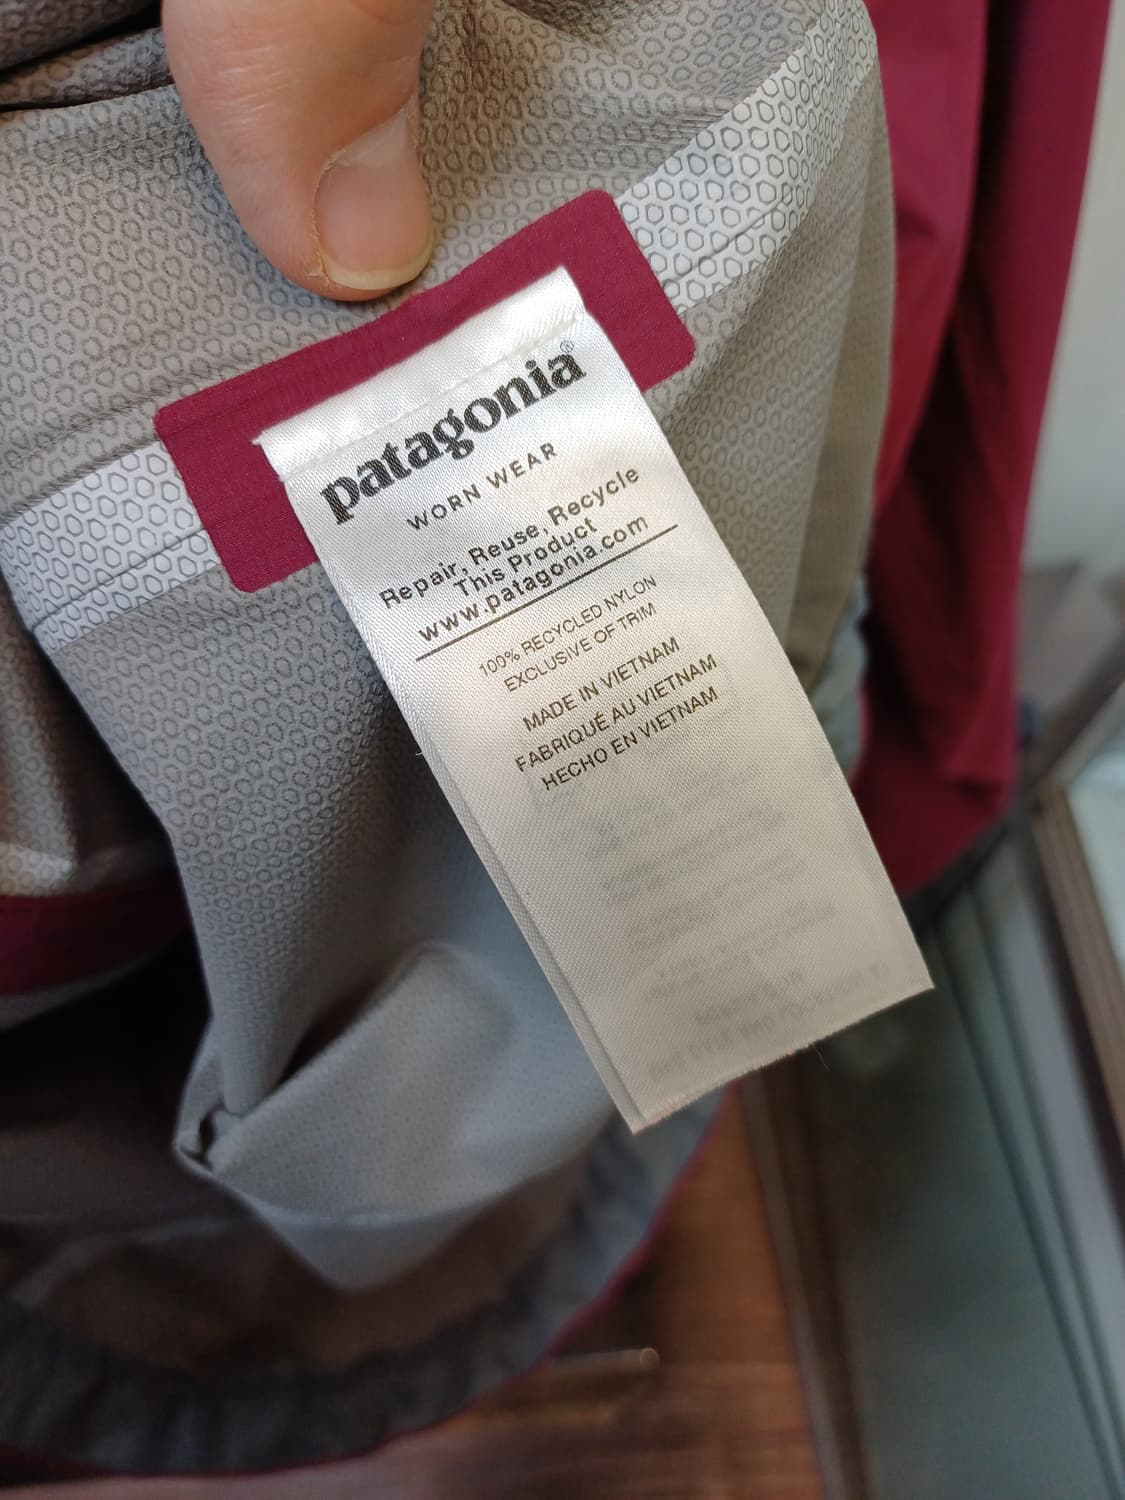 patagonia®
WORN WEAR
Repair, Reuse, Recycle
This Product
www.patagonia.com
100% RECYCLED NYLON
EXCLUSIVE OF TRIM
MADE IN VIETNAM
FABRIQUÉ AU VIETNAM
HECHO EN VIETNAM